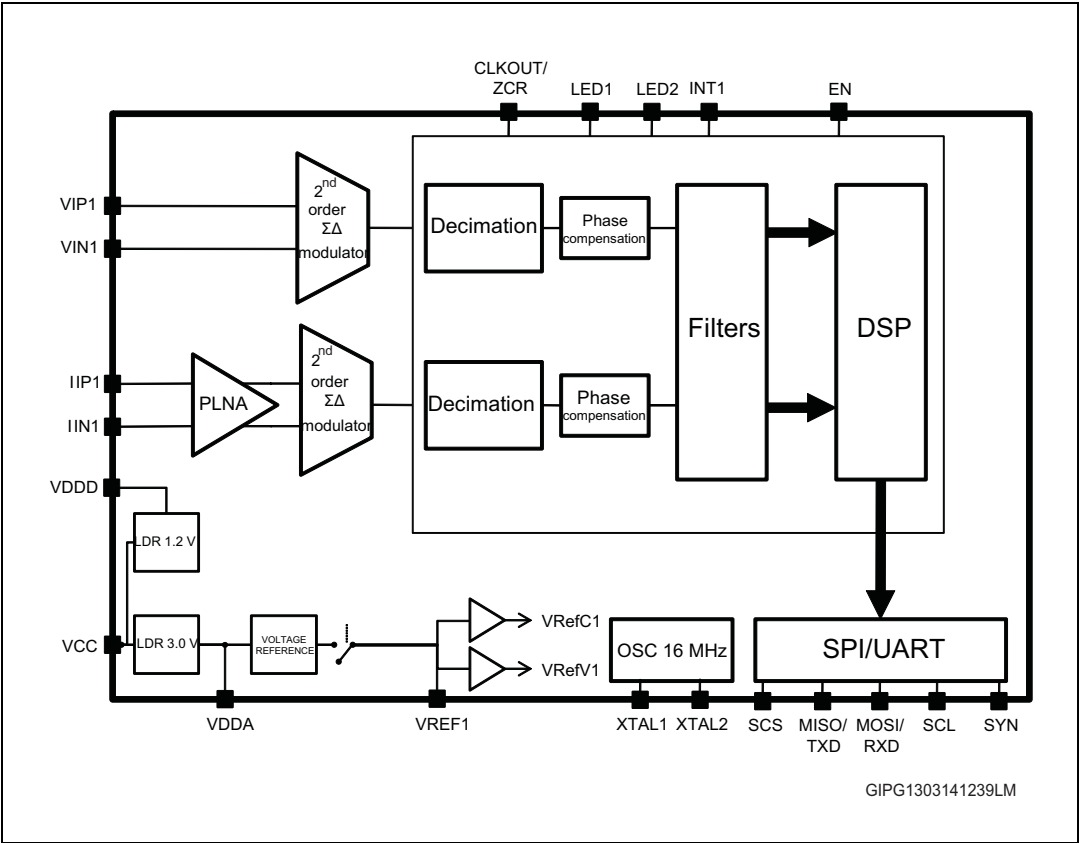 CLKOUT/
ZCR
LED1
LED2
INT1
EN
VIP1
VIN1
2nd
order
ΣΔ
modulator
Decimation
Phase
compensation
Filters
DSP
IIP1
IIN1
PLNA
2nd
order
ΣΔ
modulator
Decimation
Phase
compensation
VDDD
LDR 1.2 V
VCC
LDR 3.0 V
VOLTAGE
REFERENCE
VRefC1
VRefV1
OSC 16 MHz
SPI/UART
VDDA
VREF1
XTAL1
XTAL2
SCS
MISO/
TXD
MOSI/
RXD
SCL
SYN
GIPG1303141239LM